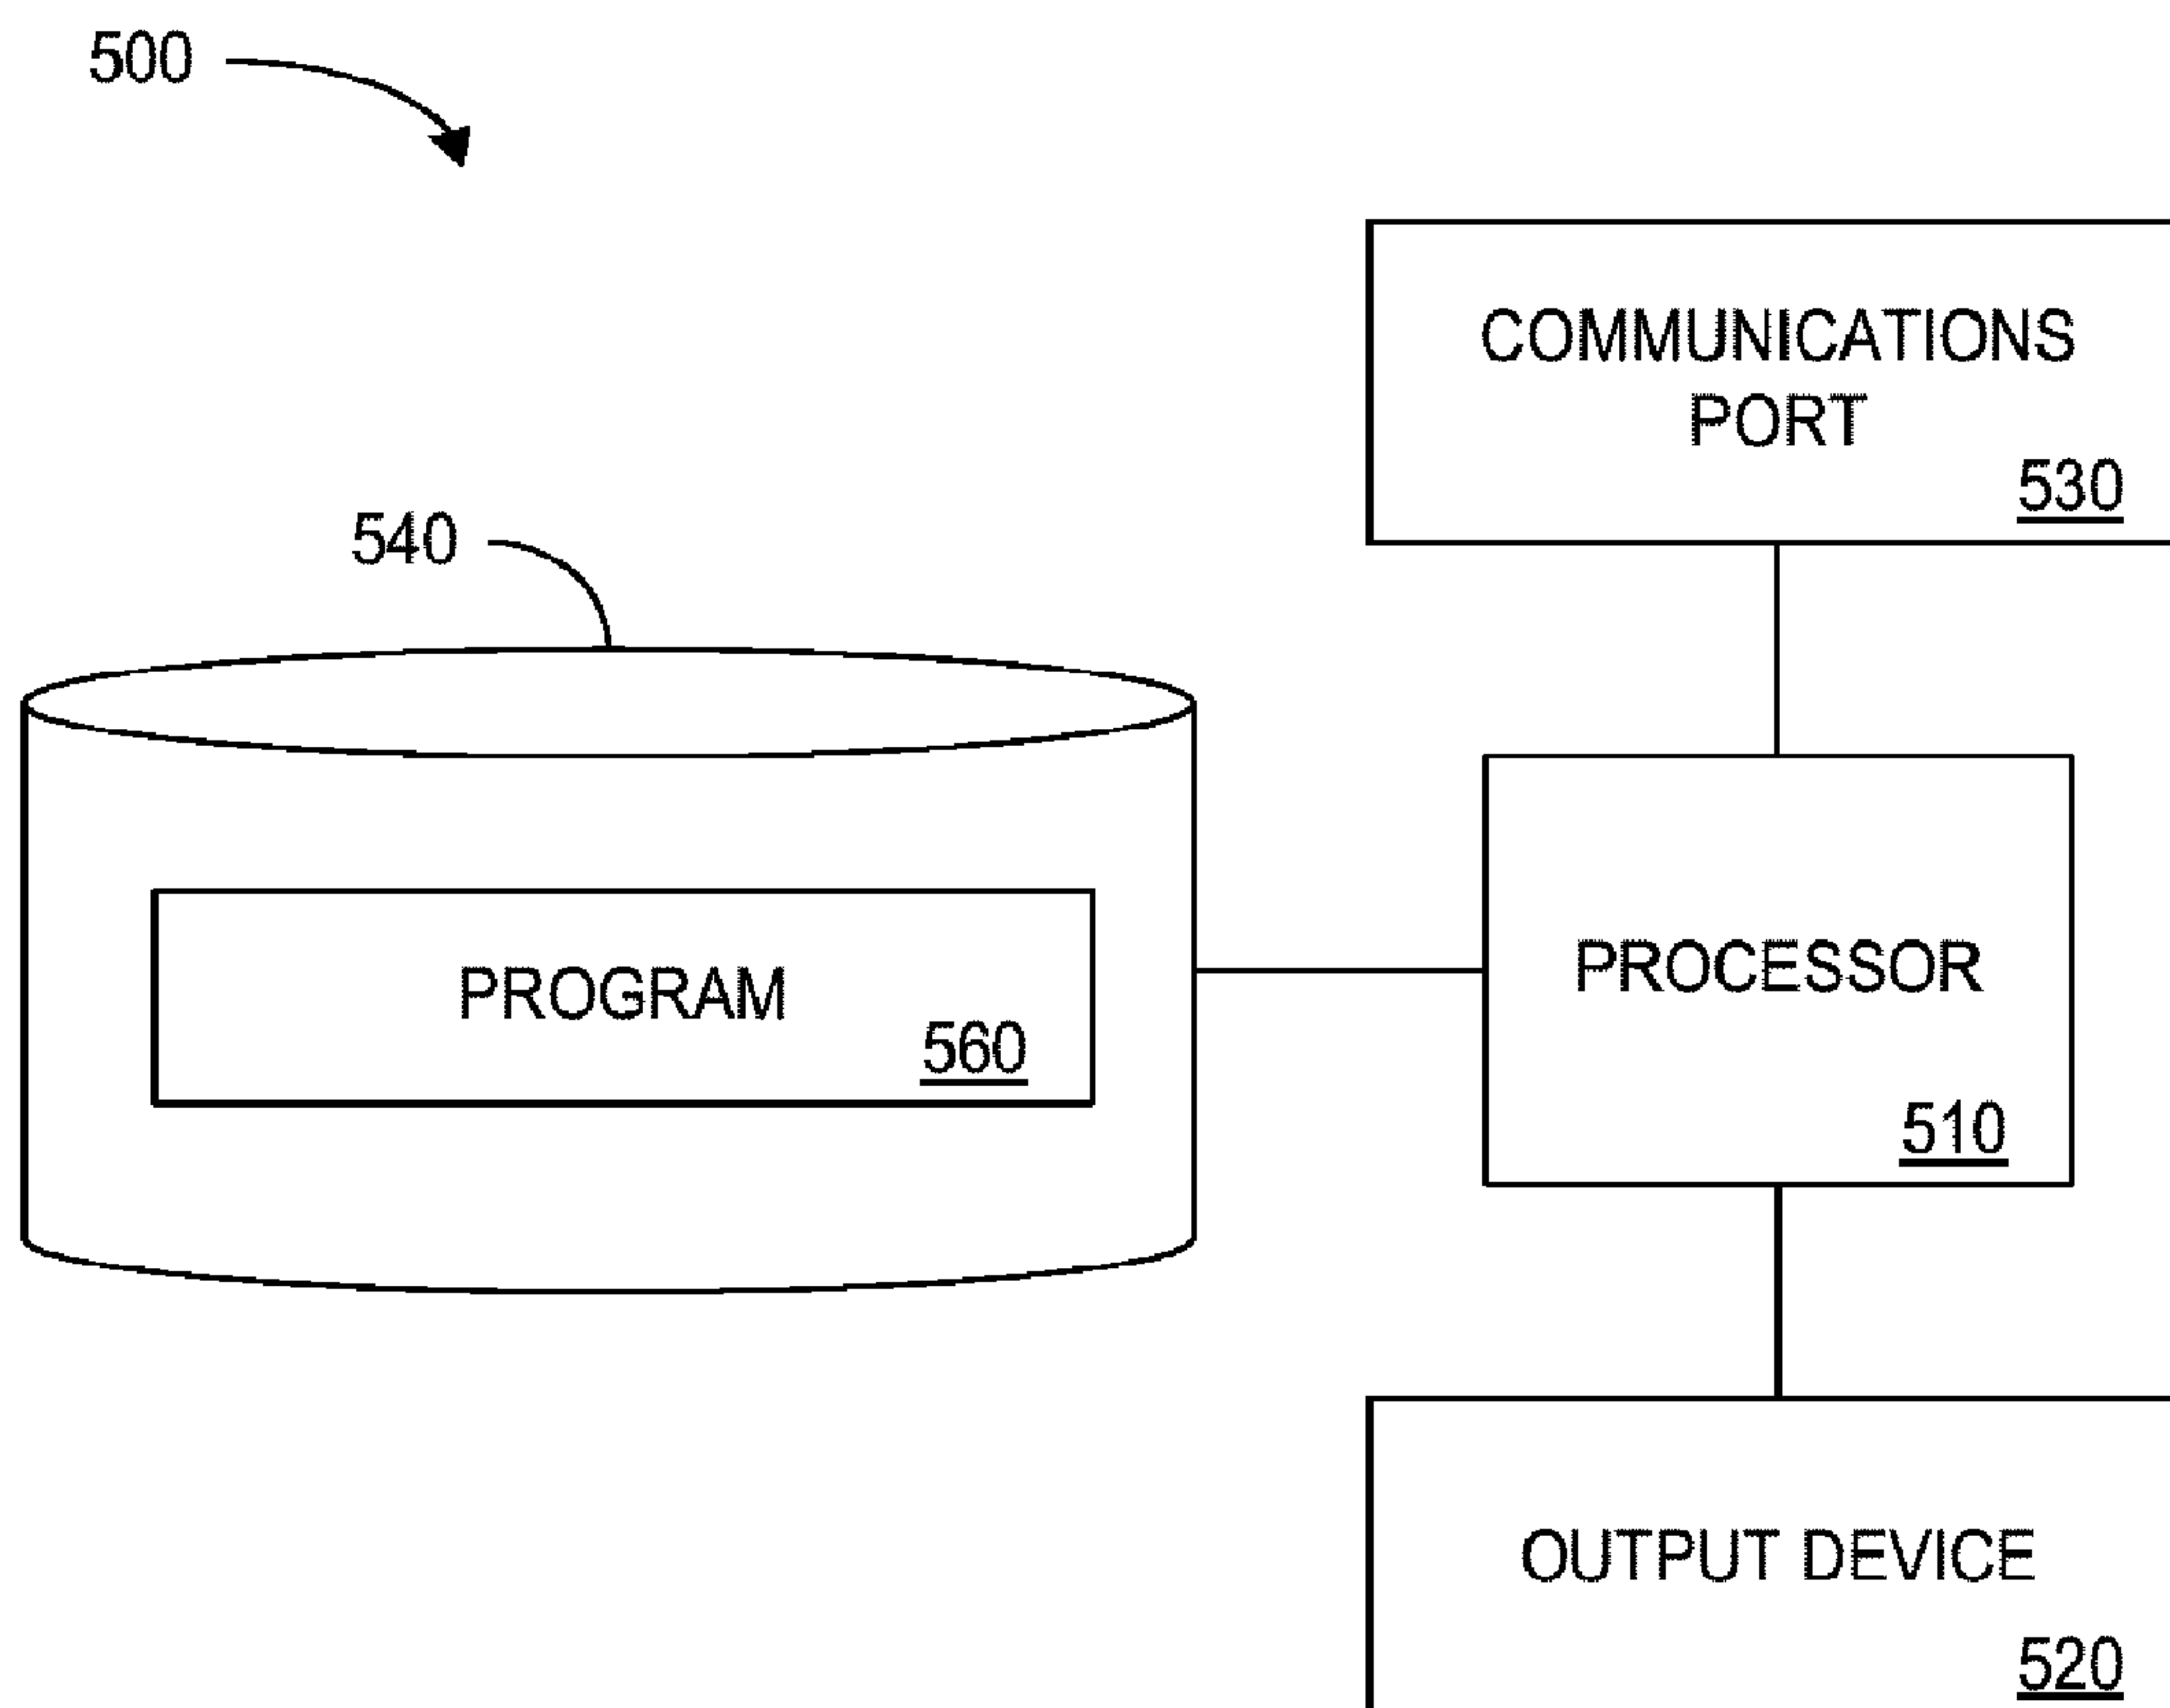 500
COMMUNICATIONS
PORT
530
540
PROGRAM
560
PROCESSOR
510
OUTPUT DEVICE
520